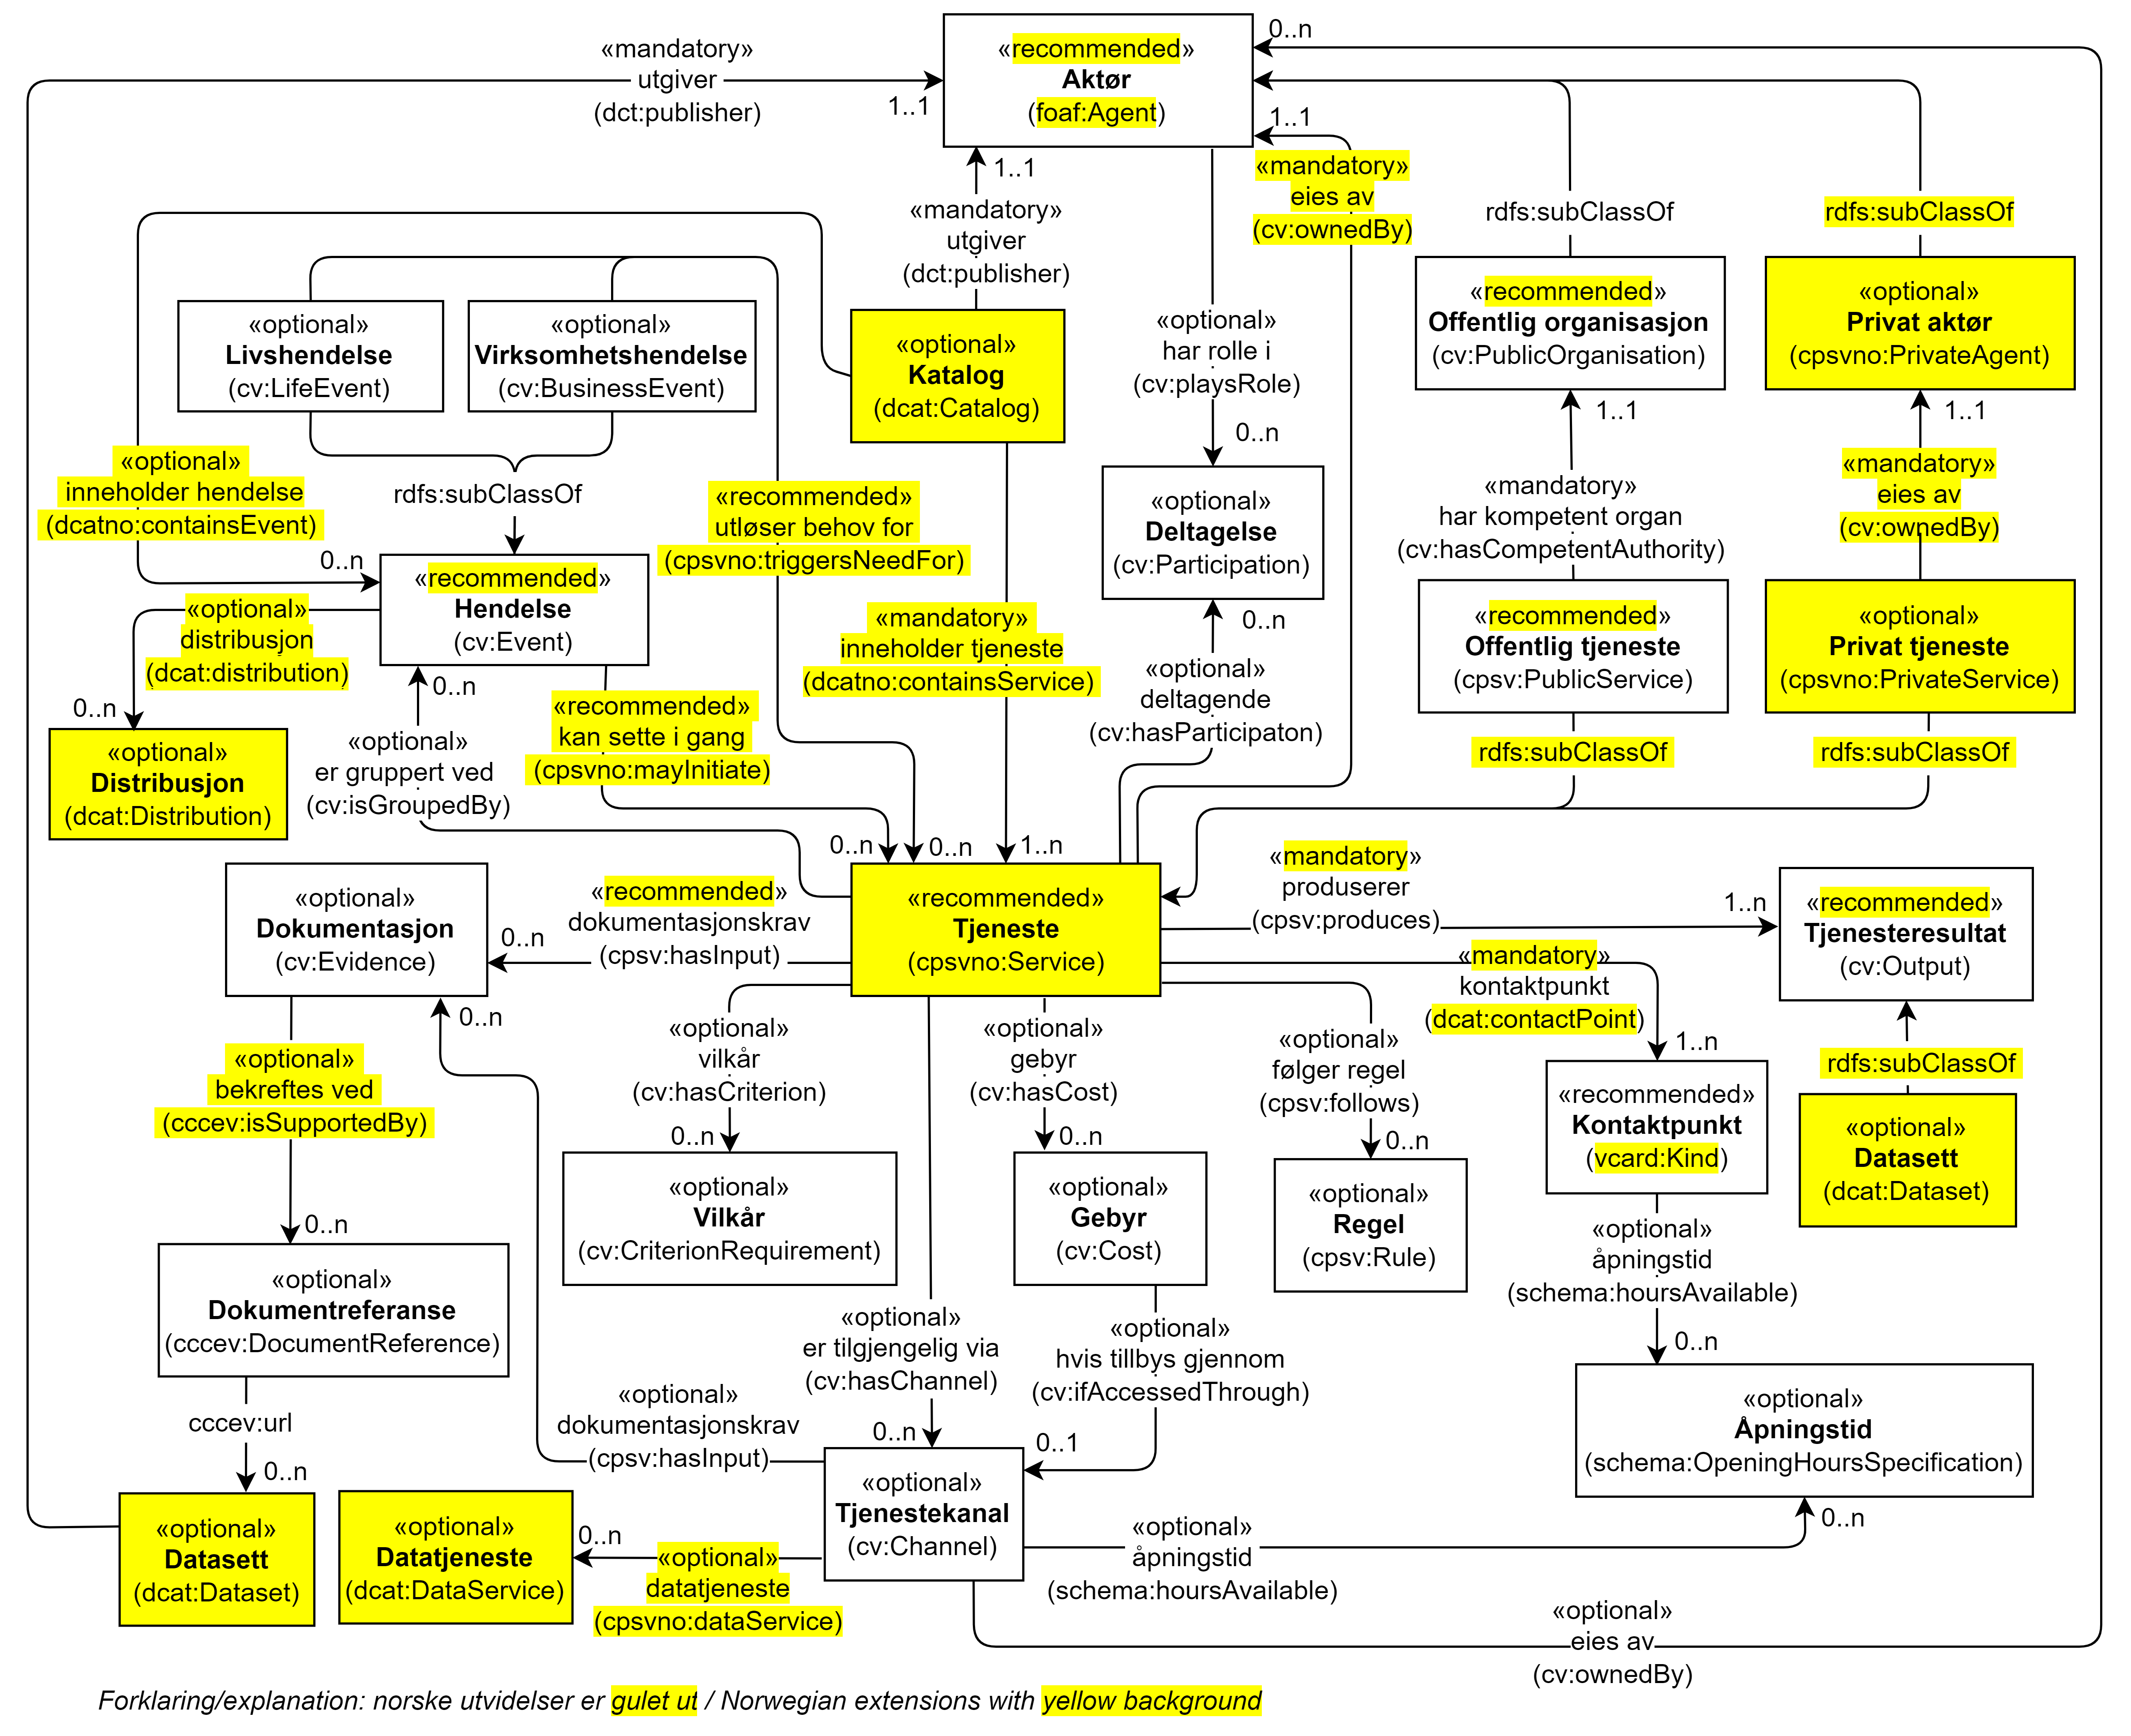 «mandatory»
utgiver
(dct:publisher)
1..1
«recommended»
Aktør
(foaf:Agent)
0..n
1..1
«mandatory»
eies av
(cv:ownedBy)
1..1
«mandatory»
utgiver
(dct:publisher)
rdfs:subClassOf
rdfs:subClassOf
«optional»
Livshendelse
(cv:LifeEvent)
«optional»
Virksomhetshendelse
(cv:BusinessEvent)
«optional»
Katalog
(dcat:Catalog)
«optional»
har rolle i
(cv:playsRole)
0..n
«recommended»
Offentlig organisasjon
(cv:PublicOrganisation)
1..1
«optional»
Privat aktør
(cpsvno:PrivateAgent)
1..1
«optional»
inneholder hendelse
(dcatno:containsEvent)
0..n
rdfs:subClassOf
«recommended»
utløser behov for
(cpsvno:triggersNeedFor)
«optional»
Deltagelse
(cv:Participation)
0..n
«mandatory»
har kompetent organ
(cv:hasCompetentAuthority)
«mandatory»
eies av
(cv:ownedBy)
«recommended»
Hendelse
(cv:Event)
0..n
«optional»
distribusjon
(dcat:distribution)
0..n
«mandatory»
inneholder tjeneste
(dcatno:containsService)
«optional»
deltagende
(cv:hasParticipaton)
«recommended»
Offentlig tjeneste
(cpsv:PublicService)
«optional»
Privat tjeneste
(cpsvno:PrivateService)
«optional»
Distribusjon
(dcat:Distribution)
«optional»
er gruppert ved
(cv:isGroupedBy)
«recommended»
kan sette i gang
(cpsvno:mayInitiate)
rdfs:subClassOf
rdfs:subClassOf
0..n
0..n
1..n
«optional»
Dokumentasjon
(cv:Evidence)
0..n
«recommended»
dokumentasjonskrav
(cpsv:hasInput)
«recommended»
Tjeneste
(cpsvno:Service)
«mandatory»
produserer
(cpsv:produces)
1..n
«recommended»
Tjenesteresultat
(cv:Output)
«mandatory»
kontaktpunkt
(dcat:contactPoint)
1..n
0..n
«optional»
bekreftes ved
(cccev:isSupportedBy)
0..n
«optional»
vilkår
(cv:hasCriterion)
0..n
«optional»
gebyr
(cv:hasCost)
0..n
«optional»
følger regel
(cpsv:follows)
0..n
rdfs:subClassOf
«recommended»
Kontaktpunkt
(vcard:Kind)
«optional»
Datasett
(dcat:Dataset)
«optional»
Vilkår
(cv:CriterionRequirement)
«optional»
Gebyr
(cv:Cost)
«optional»
Regel
(cpsv:Rule)
«optional»
åpningstid
(schema:hoursAvailable)
0..n
«optional»
Dokumentreferanse
(cccev:DocumentReference)
«optional»
er tilgjengelig via
(cv:hasChannel)
0..n
«optional»
hvis tillbys gjennom
(cv:ifAccessedThrough)
0..1
cccev:url
0..n
«optional»
dokumentasjonskrav
(cpsv:hasInput)
«optional»
Åpningstid
(schema:OpeningHoursSpecification)
0..n
«optional»
Datasett
(dcat:Dataset)
«optional»
Datatjeneste
(dcat:DataService)
0..n
«optional»
datatjeneste
(cpsvno:dataService)
«optional»
Tjenestekanal
(cv:Channel)
«optional»
åpningstid
(schema:hoursAvailable)
«optional»
eies av
(cv:ownedBy)
Forklaring/explanation: norske utvidelser er gulet ut / Norwegian extensions with yellow background